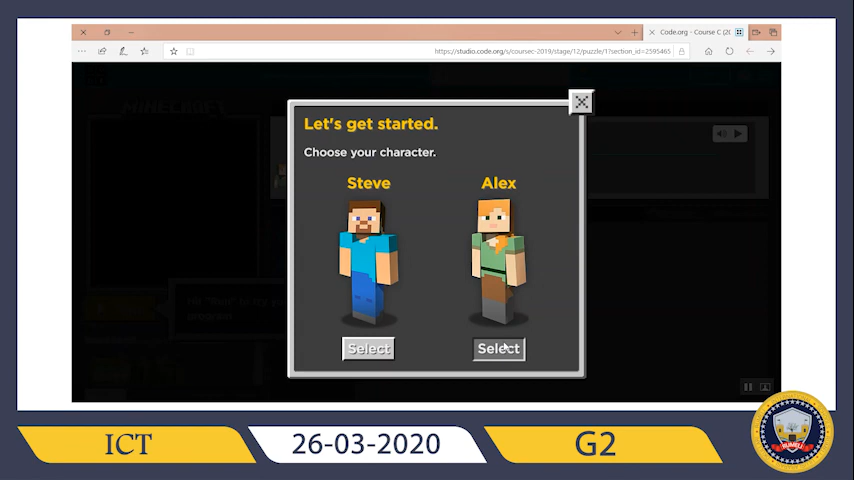 Code.org - Course C (2
https://studio.code.org/s/coursec-2019/stage/12/puzzle/1?section_id=2595465
MINECRAFT
Let's get started.
Choose your character.
Steve
Alex
Select
Select
ICT
26-03-2020
G2